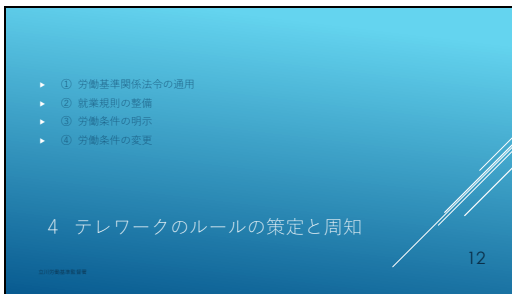 ▶ ① 労働基準関係法令の適用
▶ ② 就業規則の整備
▶ ③ 労働条件の明示
▶ ④ 労働条件の変更
4 テレワークのルールの策定と周知
12